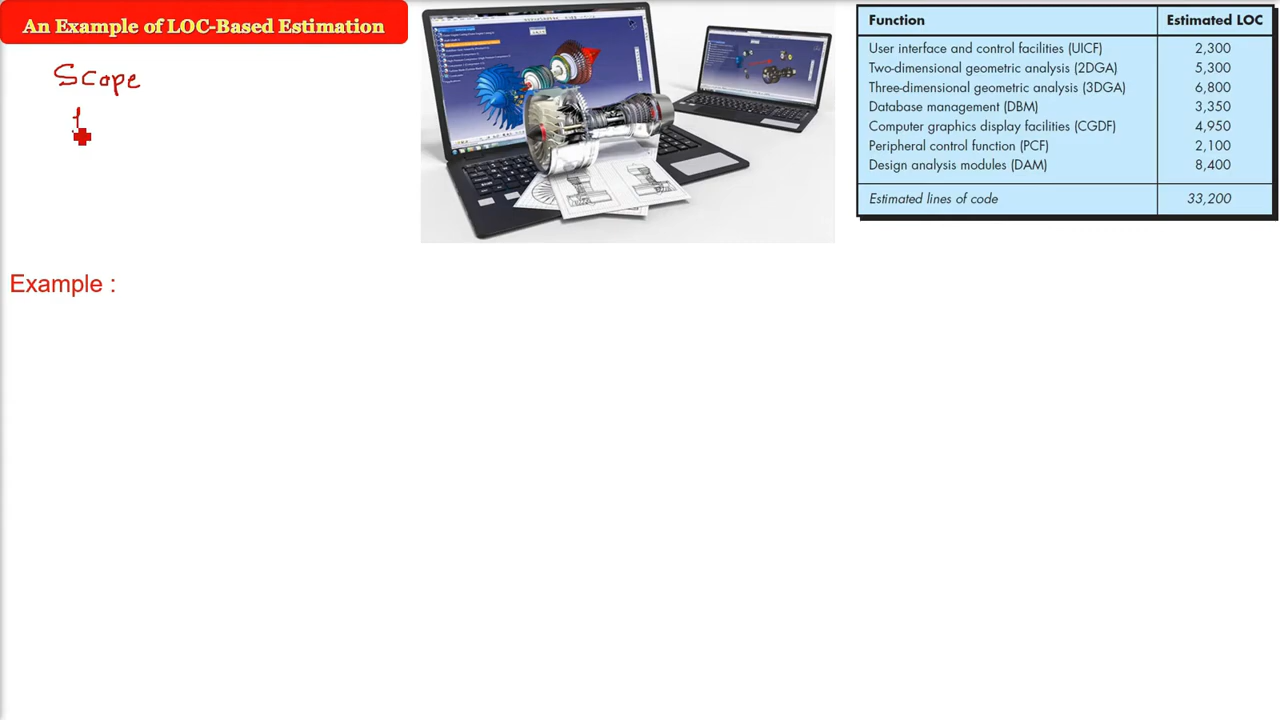 An Example of LOC-Based Estimation
Scope
Example :
Function Estimated LOC
User interface and control facilities (UICF) 2,300
Two-dimensional geometric analysis (2DGA) 5,300
Three-dimensional geometric analysis (3DGA) 6,800
Database management (DBM) 3,350
Computer graphics display facilities (CGDF) 4,950
Peripheral control function (PCF) 2,100
Design analysis modules (DAM) 8,400
Estimated lines of code 33,200